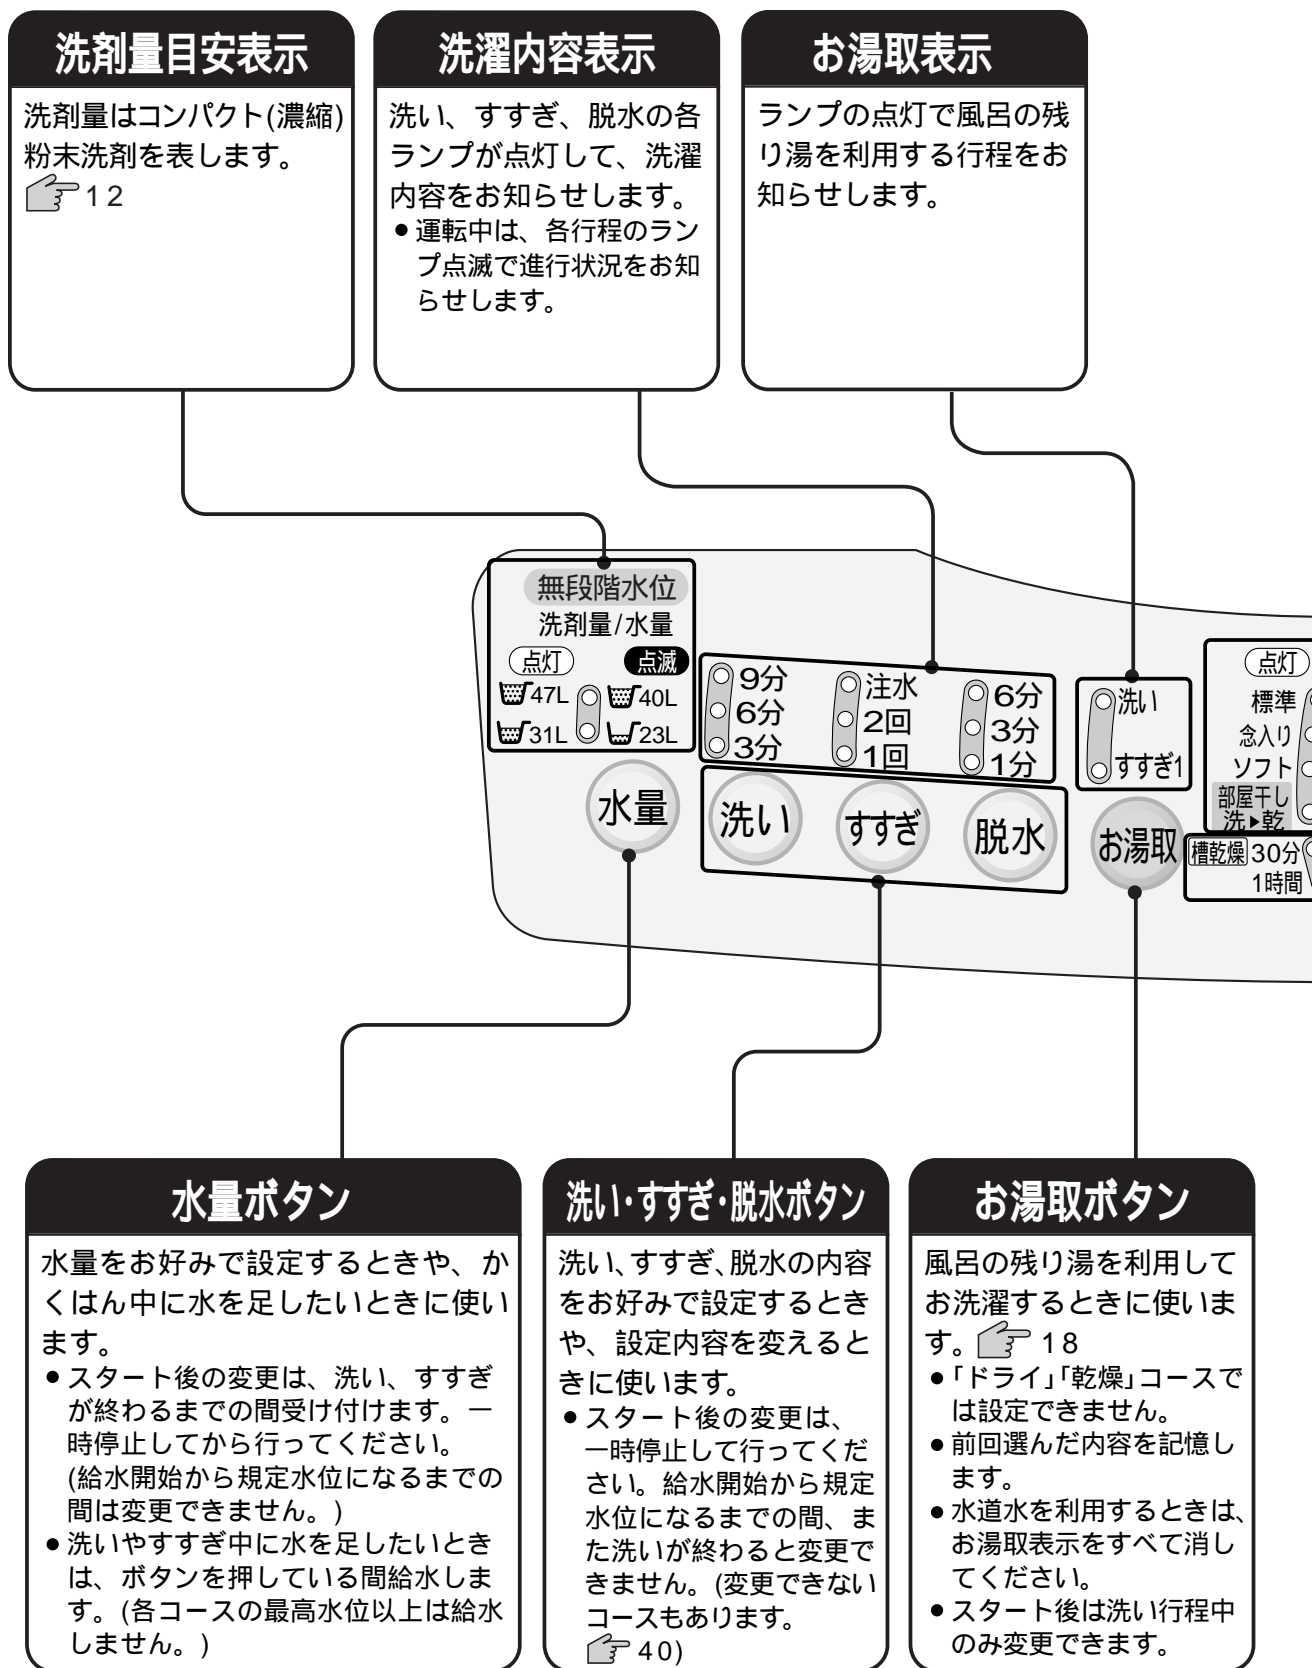 洗剤量目安表示
洗剤量はコンパクト(濃縮)
粉末洗剤を表します。
12
洗濯内容表示
洗い、すすぎ、脱水の各
ランプが点灯して、洗濯
内容をお知らせします。
●運転中は、各行程のラン
プ点滅で進行状況をお知
らせします。
お湯取表示
ランプの点灯で風呂の残
り湯を利用する行程をお
知らせします。
無段階水位
洗剤量/水量
点灯 点滅
47L 40L
31L 23L
水量
9分
6分
3分
注水
2回
1回
6分
3分
1分
洗い
すすぎ
脱水
洗い
すすぎ1
お湯取
点灯
標準
念入り
ソフト
部屋干し
洗▶乾
槽乾燥 30分
1時間
水量ボタン
水量をお好みで設定するときや、か
くはん中に水を足したいときに使い
ます。
●スタート後の変更は、洗い、すすぎ
が終わるまでの間受け付けます。一
時停止してから行ってください。
(給水開始から規定水位になるまでの
間は変更できません。)
●洗いやすすぎ中に水を足したいとき
は、ボタンを押している間給水しま
す。(各コースの最高水位以上は給水
しません。)
洗い・すすぎ・脱水ボタン
洗い、すすぎ、脱水の内容
をお好みで設定するとき
や、設定内容を変えると
きに使います。
●スタート後の変更は、
一時停止して行ってくだ
さい。給水開始から規定
水位になるまでの間、ま
た洗いが終わると変更で
きません。(変更できない
コースもあります。
40)
お湯取ボタン
風呂の残り湯を利用して
お洗濯するときに使いま
す。 18
●「ドライ」「乾燥」コースで
は設定できません。
●前回選んだ内容を記憶し
ます。
●水道水を利用するときは、
お湯取表示をすべて消し
てください。
●スタート後は洗い行程中
のみ変更できます。